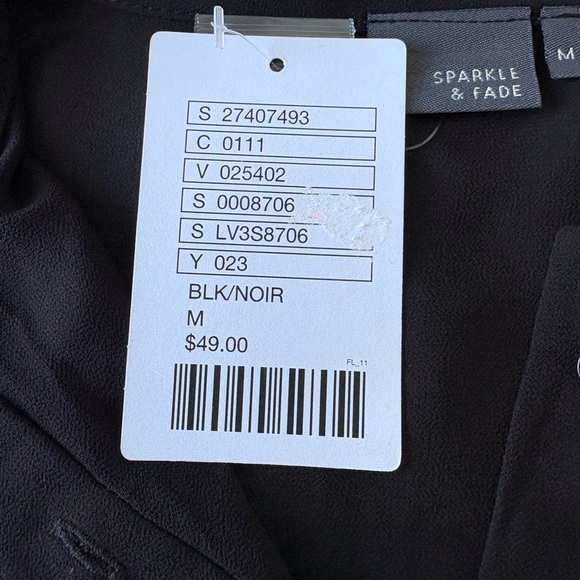 SPARKLE
& FADE
M
S 27407493
C 0111
V 025402
S 0008706
S LV3S8706
Y 023
BLK/NOIR
M
$49.00
FL_11